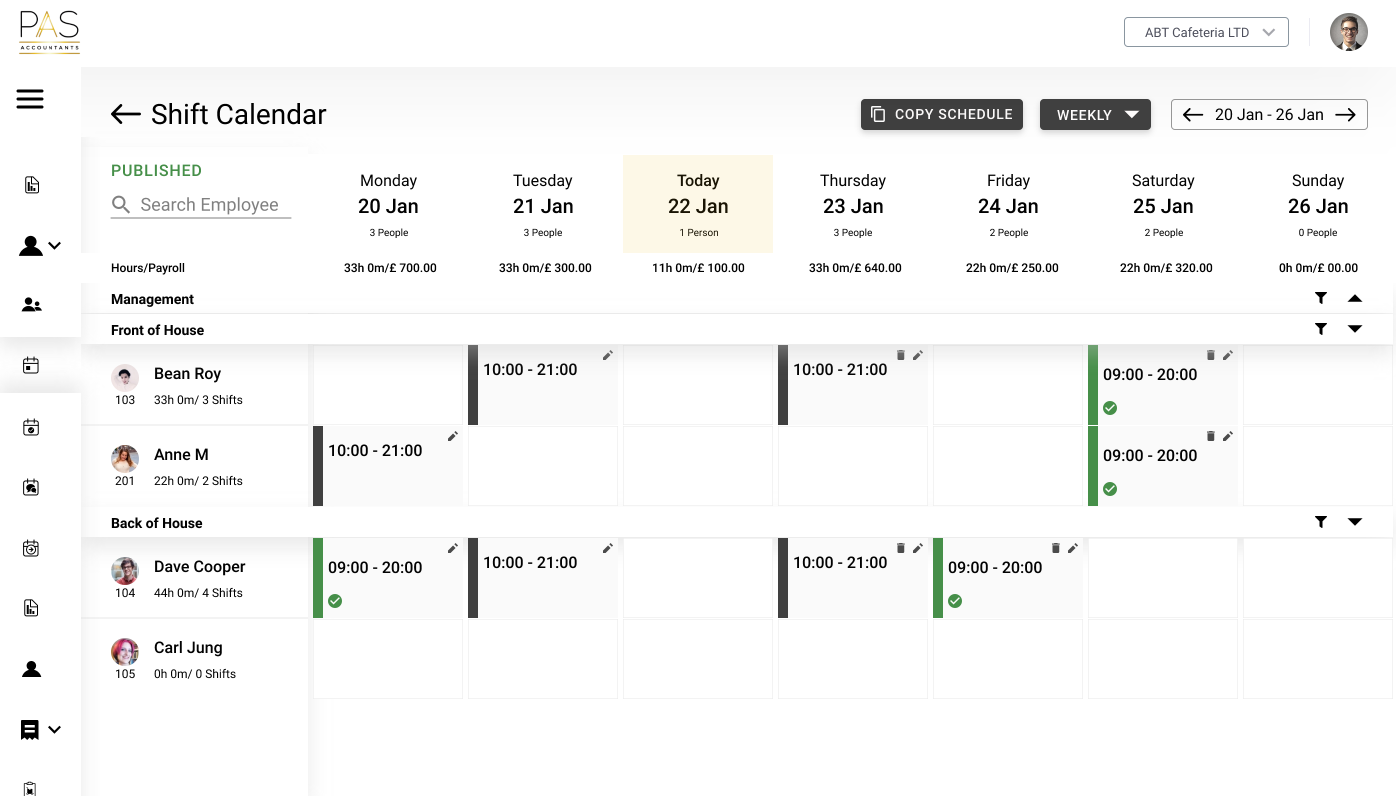 PAS
ACCOUNTANTS
ABT Cafeteria LTD
Shift Calendar
COPY SCHEDULE
WEEKLY
20 Jan - 26 Jan
PUBLISHED
Search Employee
Monday
20 Jan
3 People
Tuesday
21 Jan
3 People
Today
22 Jan
1 Person
Thursday
23 Jan
3 People
Friday
24 Jan
2 People
Saturday
25 Jan
2 People
Sunday
26 Jan
0 People
Hours/Payroll
33h 0m/£ 700.00
33h 0m/£ 300.00
11h 0m/£ 100.00
33h 0m/£ 640.00
22h 0m/£ 250.00
22h 0m/£ 320.00
0h 0m/£ 00.00
Management
Front of House
Bean Roy
103
33h 0m/ 3 Shifts
10:00 - 21:00
10:00 - 21:00
09:00 - 20:00
Anne M
201
22h 0m/ 2 Shifts
10:00 - 21:00
09:00 - 20:00
Back of House
Dave Cooper
104
44h 0m/ 4 Shifts
09:00 - 20:00
10:00 - 21:00
10:00 - 21:00
09:00 - 20:00
Carl Jung
105
0h 0m/ 0 Shifts